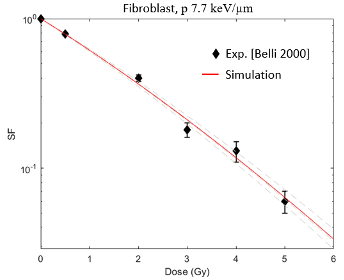 Fibroblast, p 7.7 keV/μm
10⁰
Exp. [Belli 2000]
Simulation
SF
10⁻¹
0 1 2 3 4 5 6
Dose (Gy)